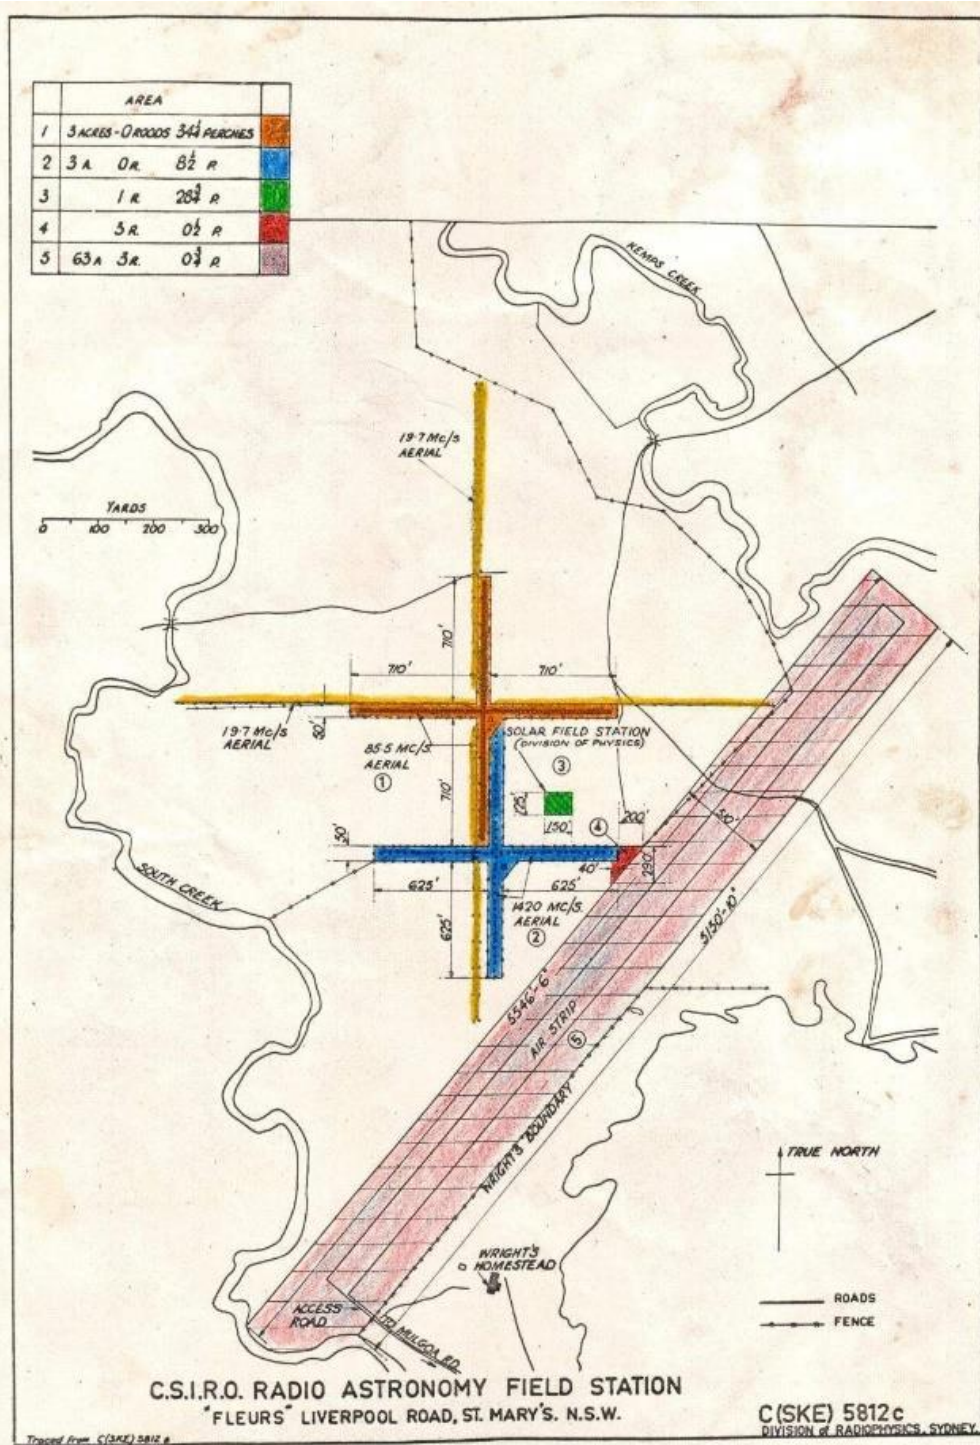 AREA
1 3 ACRES - 0 ROODS 34¼ PERCHES
2 3 A 0 R. 8½ P.
3 1 R 28¾ P.
4 3 R. 0½ P.
5 63 A 3 R. 0¾ P.
KEMPS CREEK
19·7 Mc/s
AERIAL
YARDS
0 100 200 300
710'
710'
710'
19·7 Mc/s
AERIAL
50'
85·5 MC/S.
AERIAL
①
710'
SOLAR FIELD STATION
(DIVISION OF PHYSICS)
③
150'
200'
④
50'
40'
290'
SOUTH CREEK
625'
625'
625'
1420 MC/S.
AERIAL
②
5150'-10"
5546'-6"
AIR STRIP
⑤
WRIGHT'S BOUNDARY
TRUE NORTH
WRIGHT'S
HOMESTEAD
ACCESS
ROAD
TO MULGOA RD.
ROADS
FENCE
C.S.I.R.O. RADIO ASTRONOMY FIELD STATION
"FLEURS" LIVERPOOL ROAD, ST. MARY'S. N.S.W.
C(SKE) 5812c
DIVISION of RADIOPHYSICS, SYDNEY
Traced from C(SKE) 5812